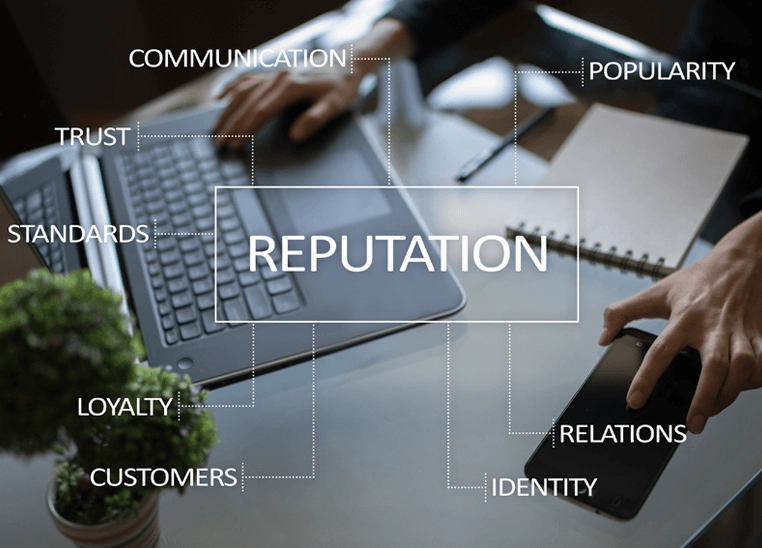 COMMUNICATION
POPULARITY
TRUST
STANDARDS
REPUTATION
LOYALTY
RELATIONS
CUSTOMERS
IDENTITY